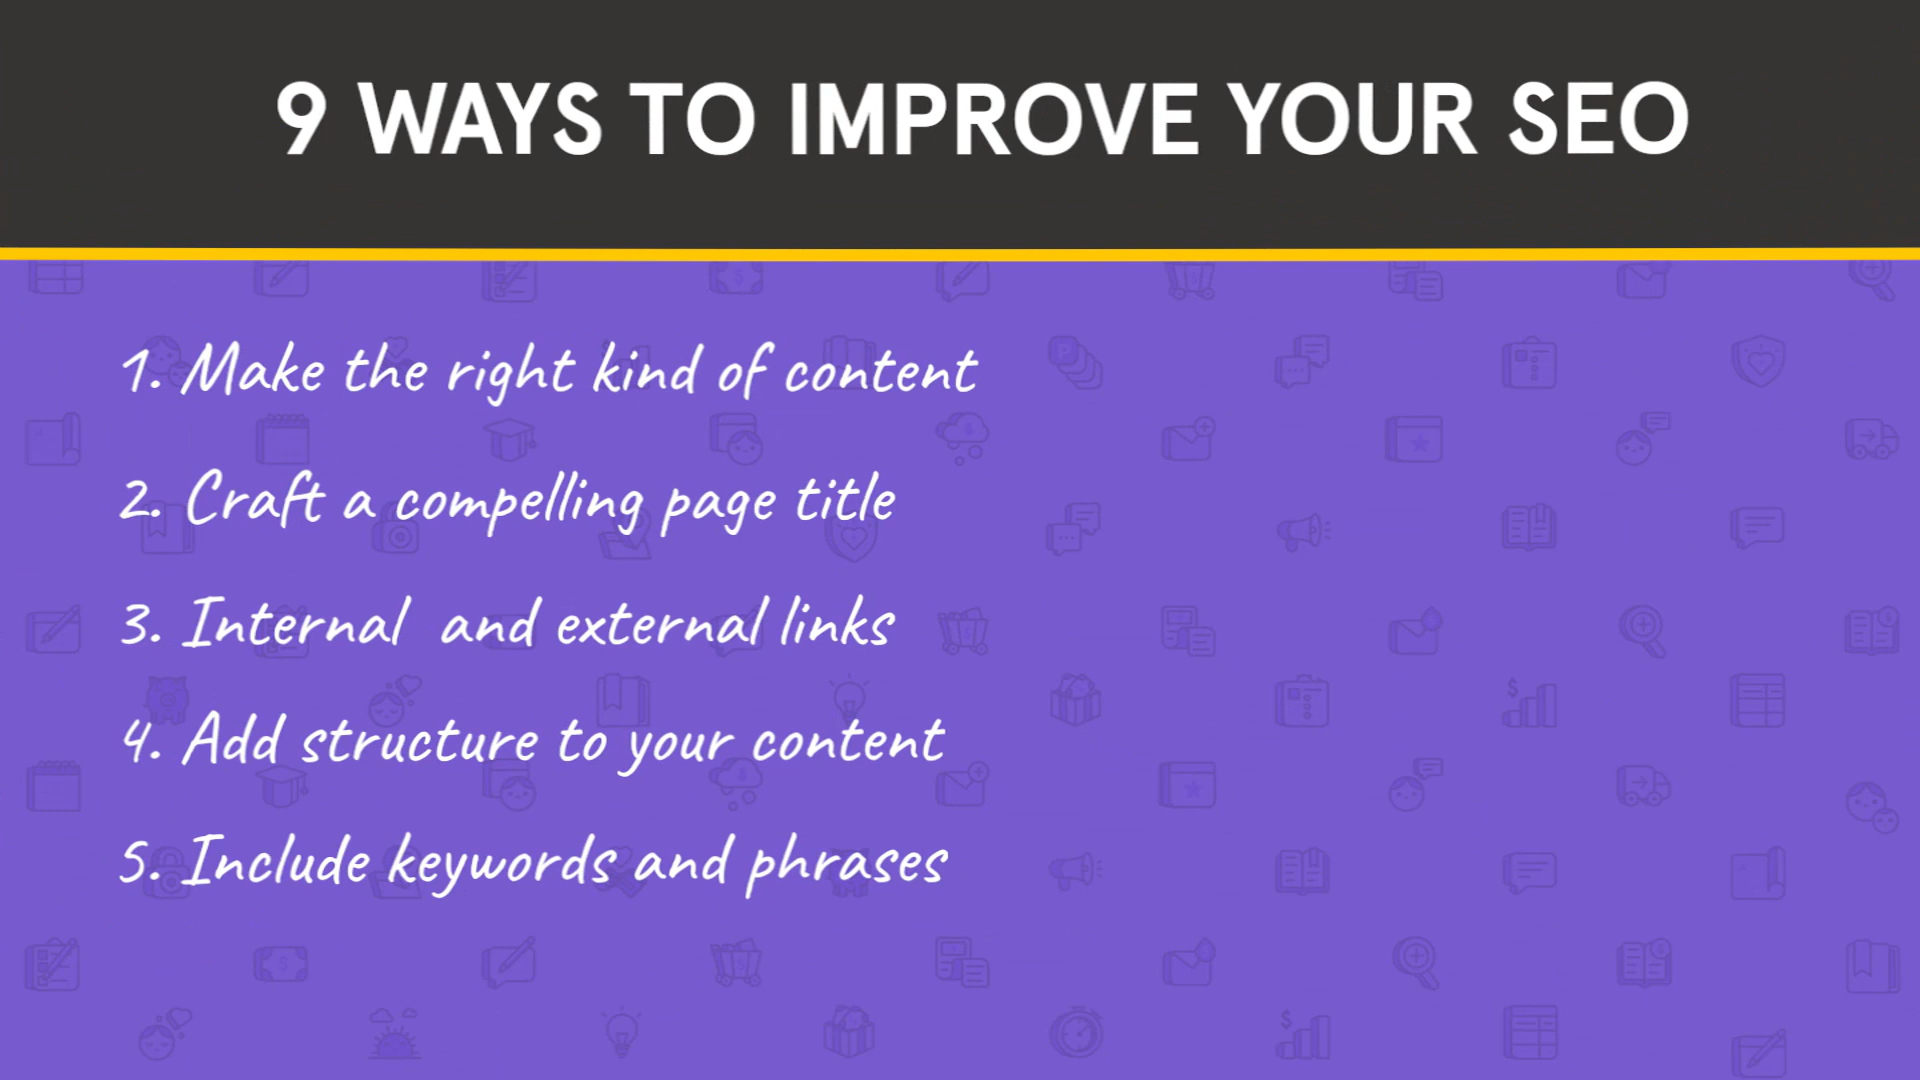 9 WAYS TO IMPROVE YOUR SEO
1. Make the right kind of content
2. Craft a compelling page title
3. Internal and external links
4. Add structure to your content
5. Include keywords and phrases